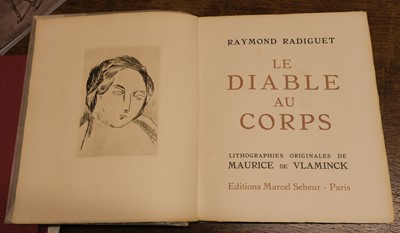 RAYMOND RADIGUET
LE
DIABLE
AU
CORPS
LITHOGRAPHIES ORIGINALES DE
MAURICE DE VLAMINCK
Editions Marcel Seheur - Paris